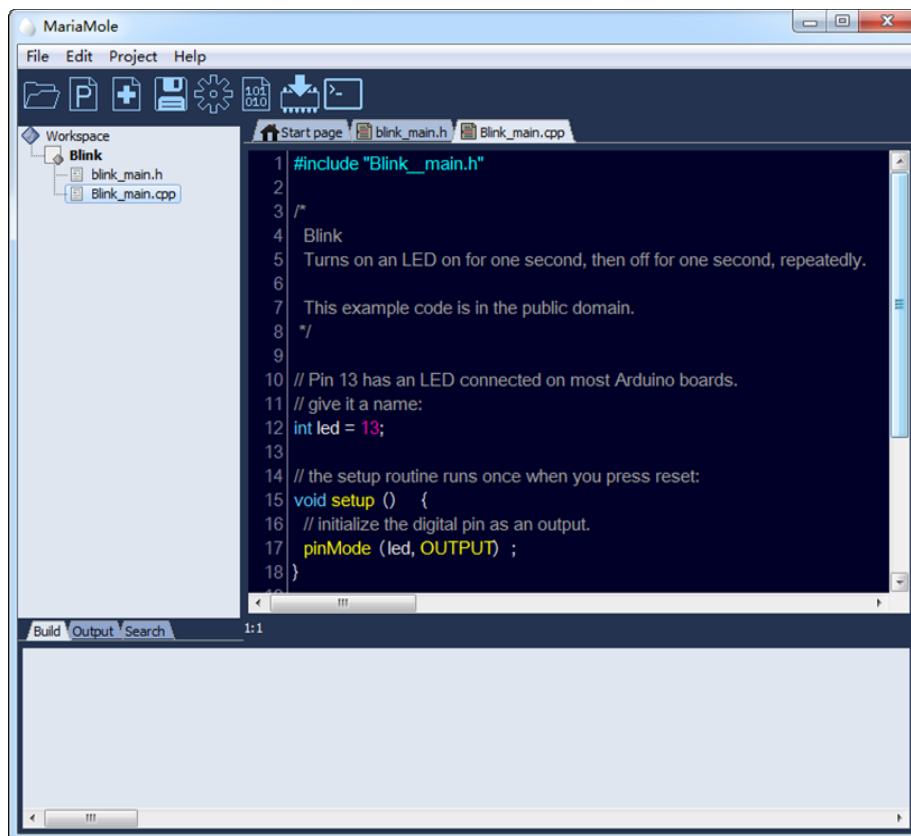 MariaMole
File Edit Project Help
Workspace
Blink
blink_main.h
Blink_main.cpp
Start page blink_main.h Blink_main.cpp
1 #include "Blink__main.h"
2
3 /*
4 Blink
5 Turns on an LED on for one second, then off for one second, repeatedly.
6
7 This example code is in the public domain.
8 */
9
10 // Pin 13 has an LED connected on most Arduino boards.
11 // give it a name:
12 int led = 13;
13
14 // the setup routine runs once when you press reset:
15 void setup () {
16 // initialize the digital pin as an output.
17 pinMode (led, OUTPUT) ;
18 }
Build Output Search 1:1